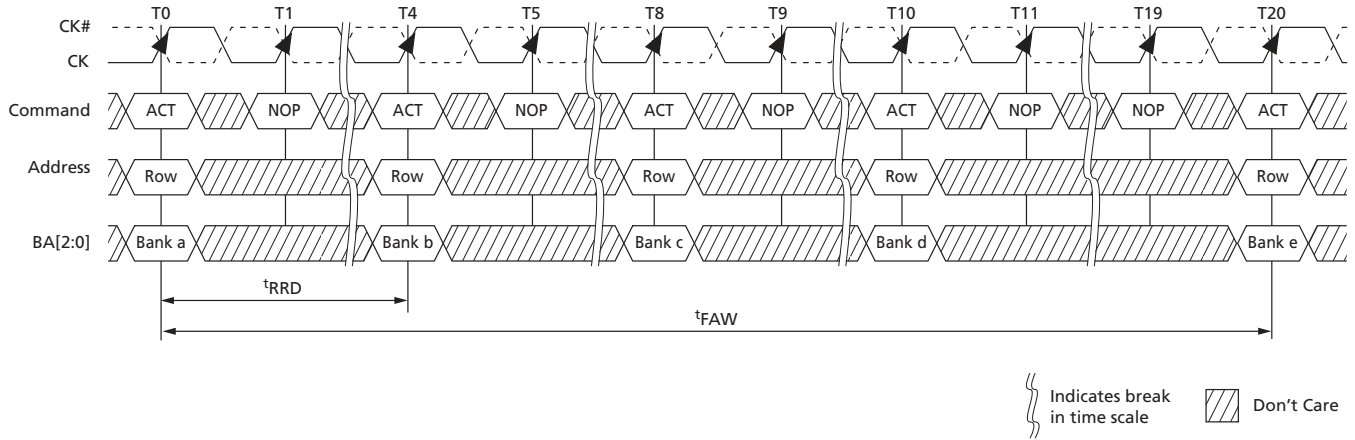 T0 T1 T4 T5 T8 T9 T10 T11 T19 T20
CK#
CK
Command ACT NOP ACT NOP ACT NOP ACT NOP NOP ACT
Address Row Row Row Row Row
BA[2:0] Bank a Bank b Bank c Bank d Bank e
tRRD
tFAW
Indicates break
in time scale
Don't Care